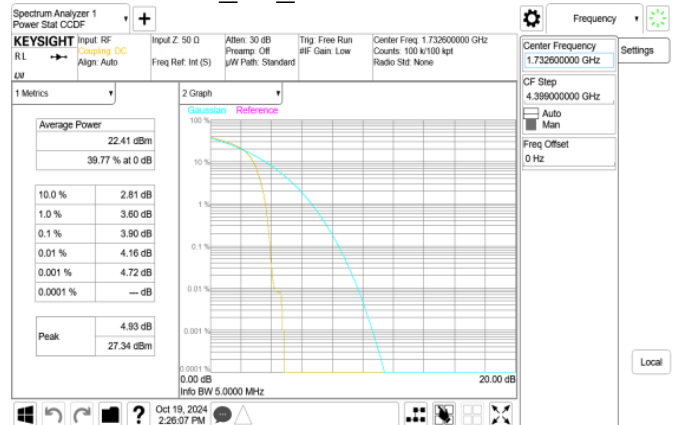 Spectrum Analyzer 1
Power Stat CCDF
Frequency
KEYSIGHT
RL
Input: RF
Coupling: DC
Align: Auto
Input Z: 50 Ω
Freq Ref: Int (S)
Atten: 30 dB
Preamp: Off
µW Path: Standard
Trig: Free Run
#IF Gain: Low
Center Freq: 1.732600000 GHz
Counts: 100 k/100 kpt
Radio Std: None
Center Frequency
1.732600000 GHz
Settings
CF Step
4.399000000 GHz
Auto
Man
Freq Offset
0 Hz
Local
1 Metrics
Average Power
22.41 dBm
39.77 % at 0 dB
10.0 % 2.81 dB
1.0 % 3.60 dB
0.1 % 3.90 dB
0.01 % 4.16 dB
0.001 % 4.72 dB
0.0001 % --- dB
Peak
4.93 dB
27.34 dBm
2 Graph
Gaussian Reference
100 %
10 %
1 %
0.1 %
0.01 %
0.001 %
0.0001 %
0.00 dB 20.00 dB
Info BW 5.0000 MHz
Oct 19, 2024
2:26:07 PM